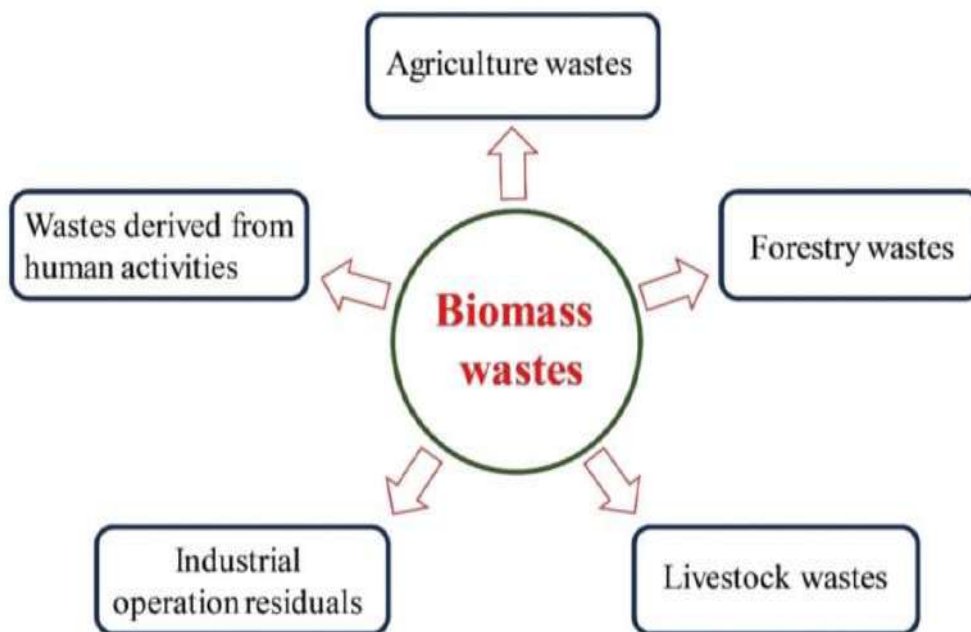 Agriculture wastes
Wastes derived from
human activities
Forestry wastes
Biomass
wastes
Industrial
operation residuals
Livestock wastes